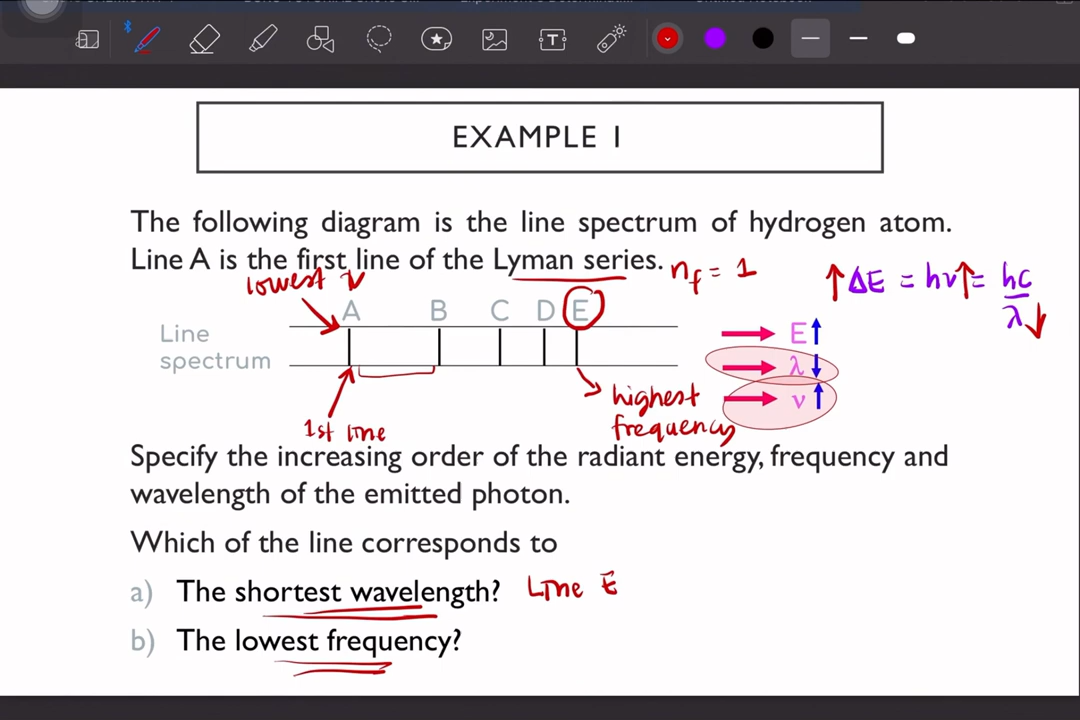 EXAMPLE 1
The following diagram is the line spectrum of hydrogen atom.
Line A is the first line of the Lyman series. nf = 1
lowest ν
↑ ΔE = hν↑ = hc/λ↓
A B C D E
Line
spectrum
→ E↑
→ λ↓
→ ν↑
highest
frequency
1st line
Specify the increasing order of the radiant energy, frequency and
wavelength of the emitted photon.
Which of the line corresponds to
a) The shortest wavelength? Line E
b) The lowest frequency?